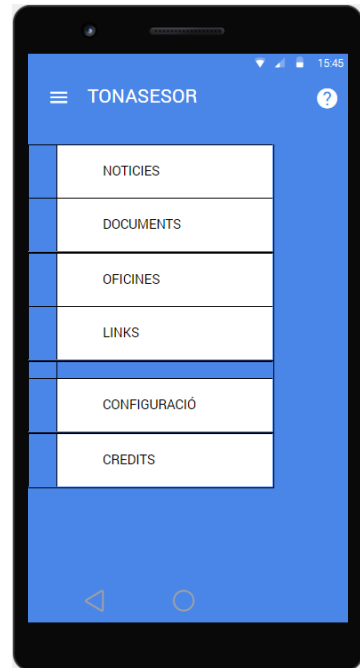 15:45
TONASESOR
?
NOTICIES
DOCUMENTS
OFICINES
LINKS
CONFIGURACIÓ
CREDITS